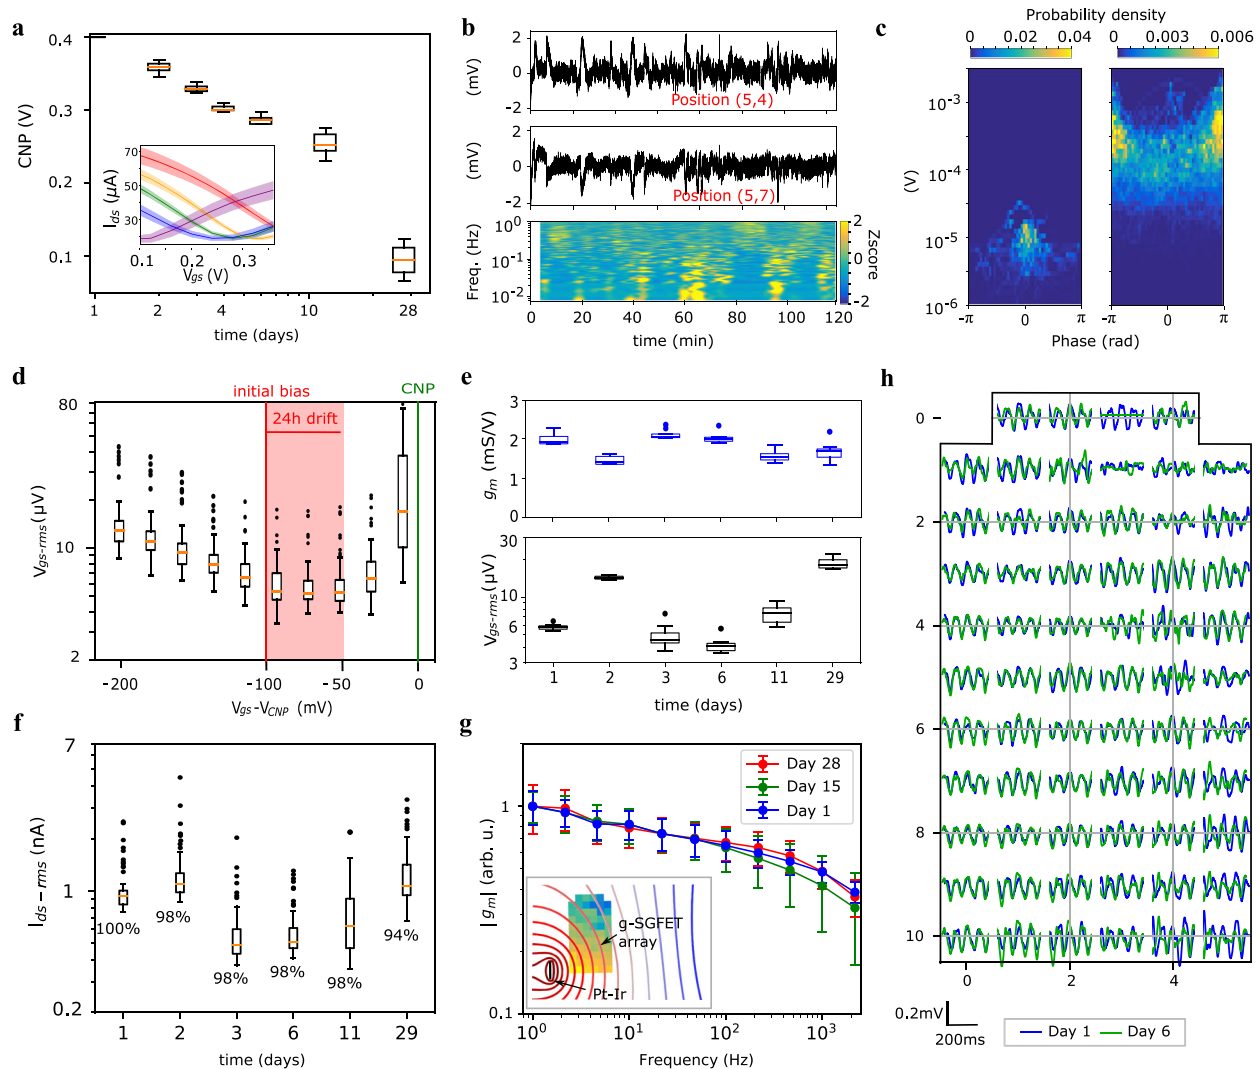 a
0.4
0.3
0.2
0.1
CNP (V)
70
50
30
I_ds (µA)
0.1
0.2
0.3
V_gs (V)
1
2
4
10
28
time (days)
b
2
0
−2
(mV)
Position (5,4)
2
0
−2
(mV)
Position (5,7)
10⁰
10⁻¹
10⁻²
Freq. (Hz)
2
1
0
−2
Zscore
0
20
40
60
80
100
120
time (min)
c
Probability density
0
0.02
0.04
0
0.003
0.006
10⁻³
10⁻⁴
10⁻⁵
10⁻⁶
(V)
-π
0
π
-π
0
π
Phase (rad)
d
initial bias
CNP
24h drift
80
10
2
V_gs-rms (µV)
-200
-100
-50
0
V_gs-V_CNP (mV)
e
3
2
1
0
g_m (mS/V)
30
10
6
3
V_gs-rms (µV)
1
2
3
6
11
29
time (days)
f
7
1
0.2
I_ds−rms (nA)
100%
98%
98%
98%
98%
94%
1
2
3
6
11
29
time (days)
g
1
0.1
|g_m| (arb. u.)
Day 28
Day 15
Day 1
g-SGFET
array
Pt-Ir
10⁰
10¹
10²
10³
Frequency (Hz)
h
0
2
4
6
8
10
0
2
4
0.2mV
200ms
Day 1
Day 6